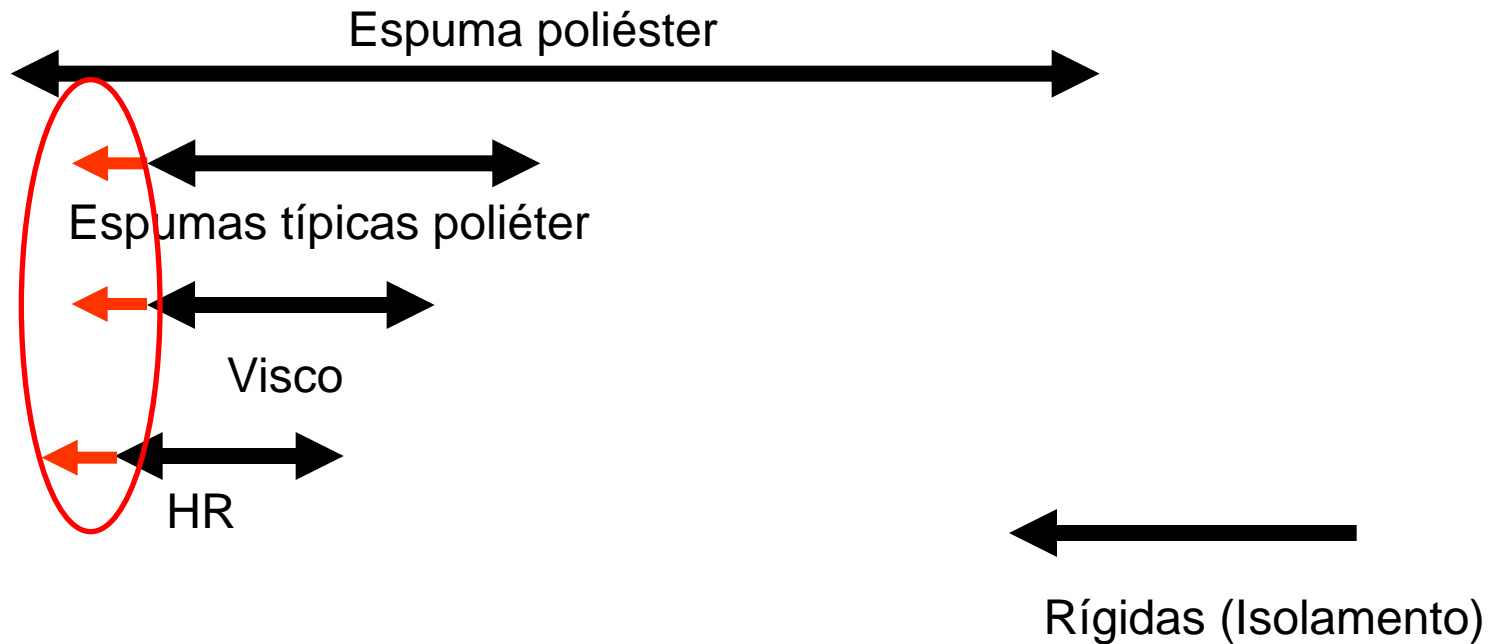 Espuma poliéster
Espumas típicas poliéter
Visco
HR
Rígidas (Isolamento)